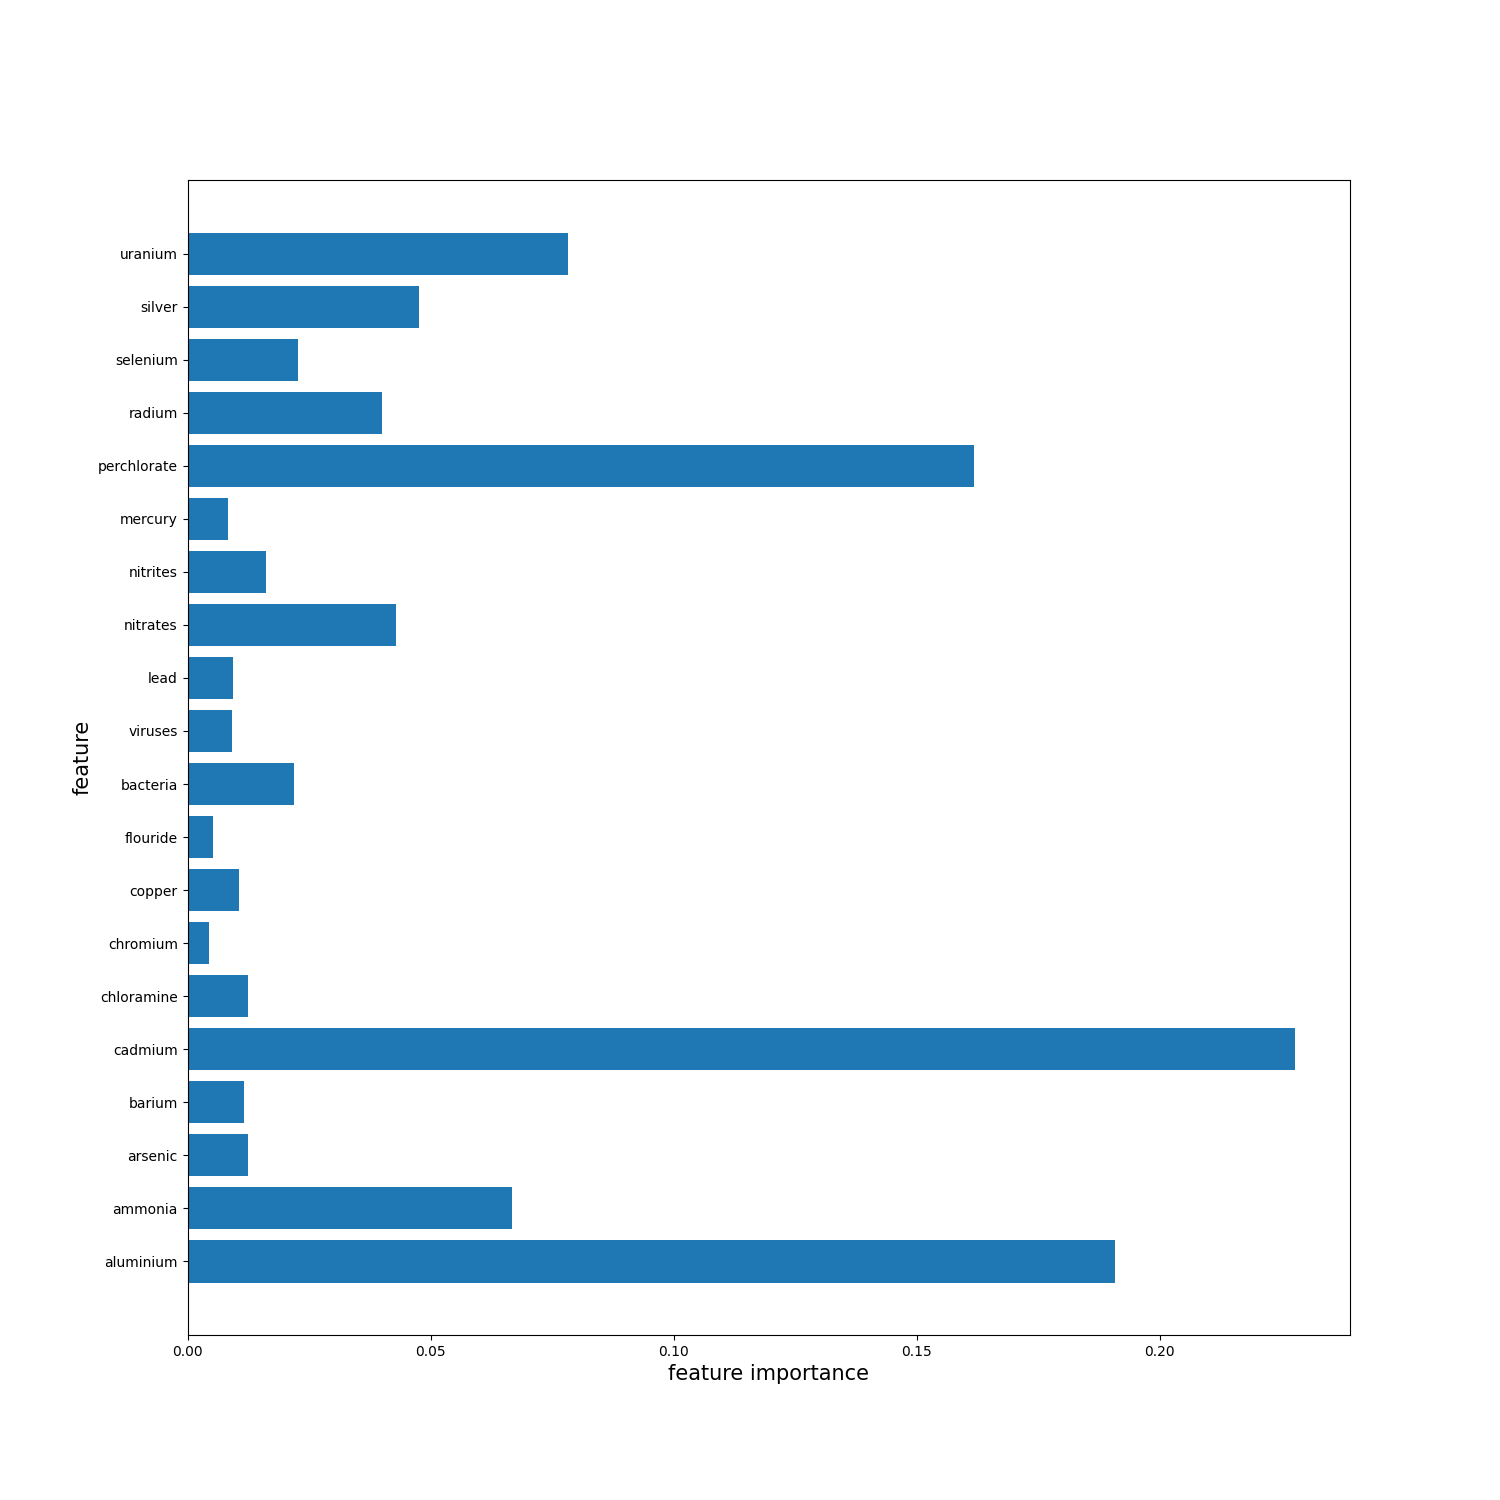 uranium
silver
selenium
radium
perchlorate
mercury
nitrites
nitrates
lead
viruses
bacteria
flouride
copper
chromium
chloramine
cadmium
barium
arsenic
ammonia
aluminium
feature
0.00 0.05 0.10 0.15 0.20
feature importance